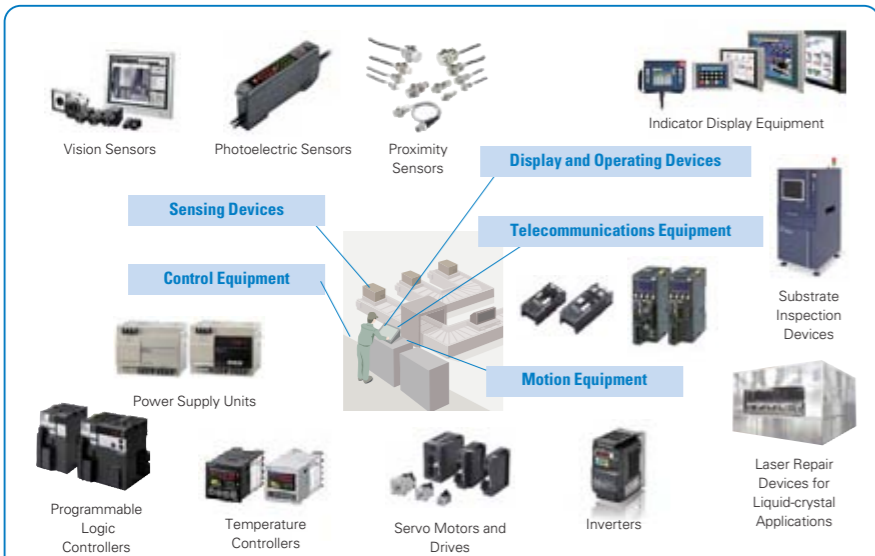 Vision Sensors
Photoelectric Sensors
Proximity
Sensors
Indicator Display Equipment
Display and Operating Devices
Sensing Devices
Telecommunications Equipment
Control Equipment
Substrate
Inspection
Devices
Motion Equipment
Power Supply Units
Programmable
Logic
Controllers
Temperature
Controllers
Servo Motors and
Drives
Inverters
Laser Repair
Devices for
Liquid-crystal
Applications